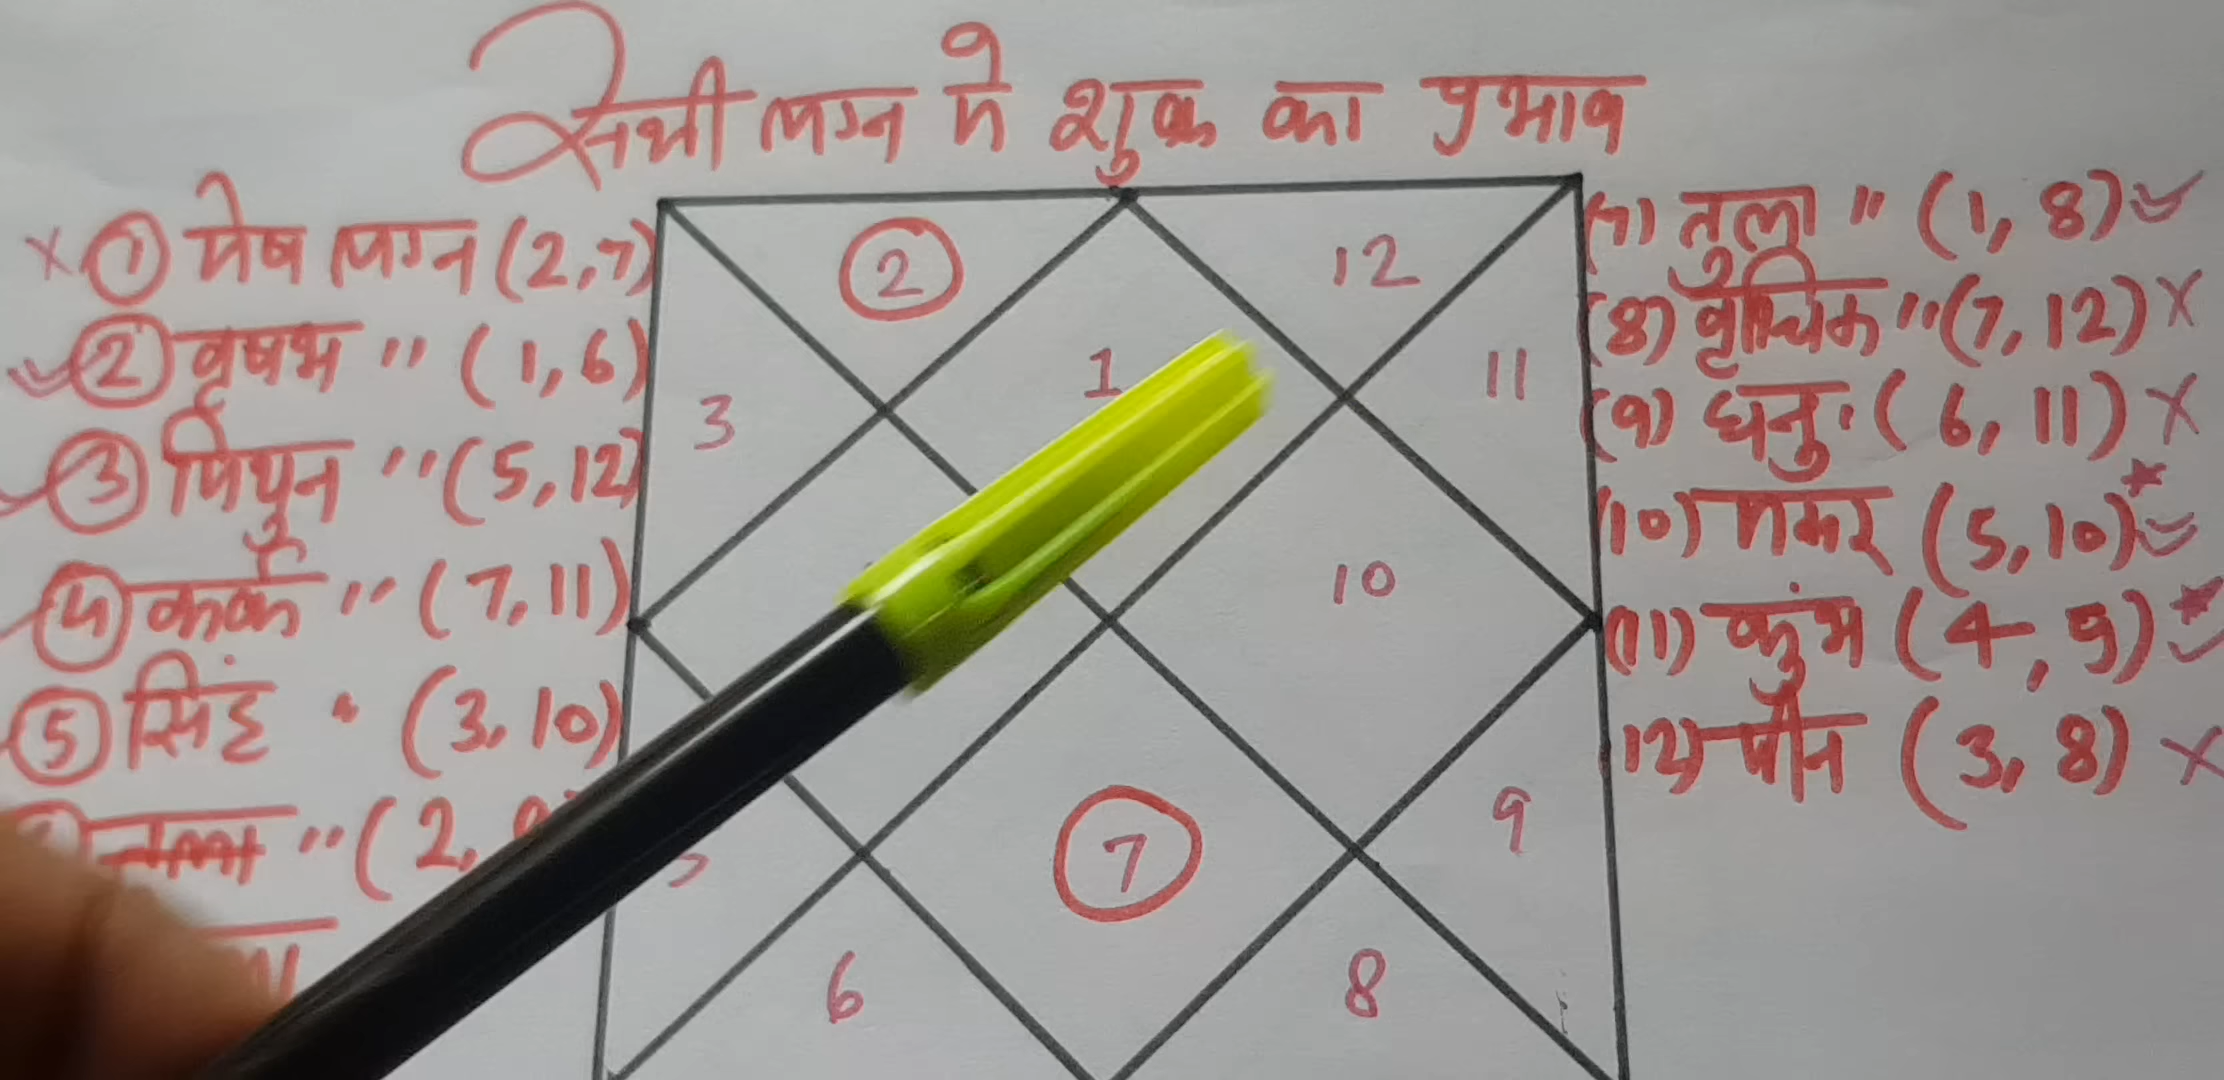 सभी लग्न में शुक्र का प्रभाव
x ① मेष लग्न (2,7)
② वृषभ " (1,6)
③ मिथुन " (5,12)
④ कर्क " (7,11)
⑤ सिंह " (3,10)
तुला " (2,
2
12
1
3
11
10
7
9
6
8
(7) तुला " (1, 8)
(8) वृश्चिक " (7,12) x
(9) धनु: (6, 11) x
(10) मकर (5,10)
(11) कुंभ (4, 9)
12) मीन (3, 8) x